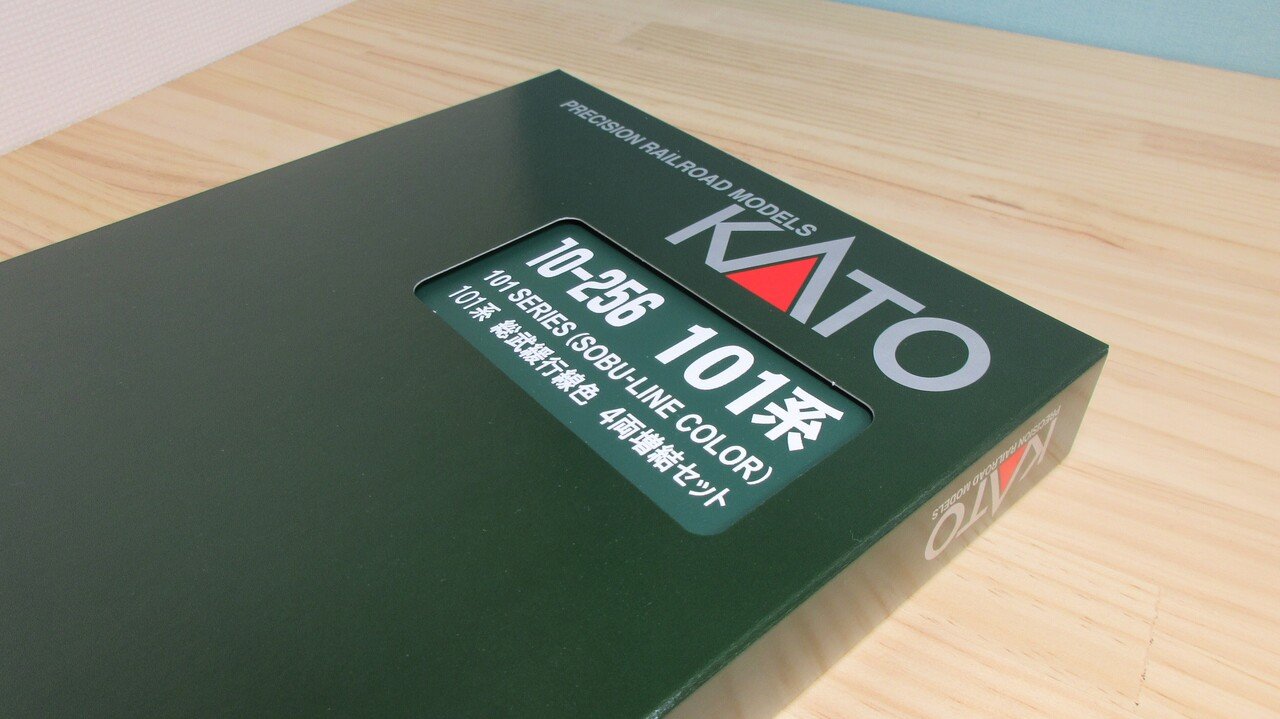 PRECISION RAILROAD MODELS
KATO
10-256 101系
101 SERIES (SOBU-LINE COLOR)
101系 総武緩行線色 4両増結セット
KATO
PRECISION RAILROAD MODELS